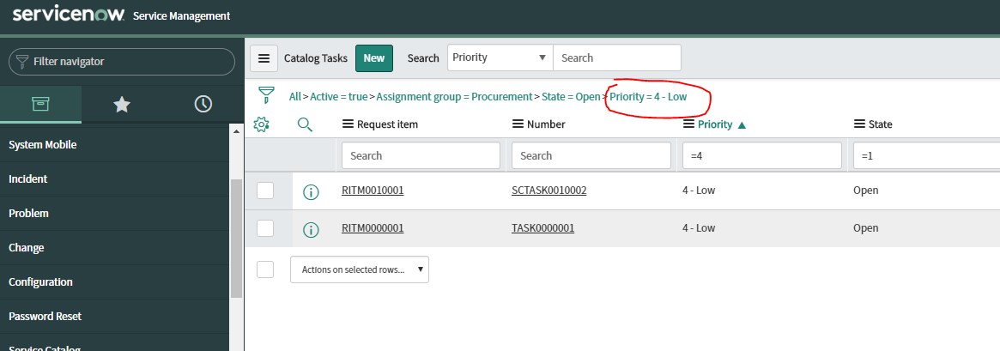 servicenow. Service Management
Filter navigator
System Mobile
Incident
Problem
Change
Configuration
Password Reset
Service Catalog
Catalog Tasks New Search Priority Search
All > Active = true > Assignment group = Procurement > State = Open > Priority = 4 - Low
Request item Number Priority ▲ State
Search Search =4 =1
RITM0010001 SCTASK0010002 4 - Low Open
RITM0000001 TASK0000001 4 - Low Open
Actions on selected rows...